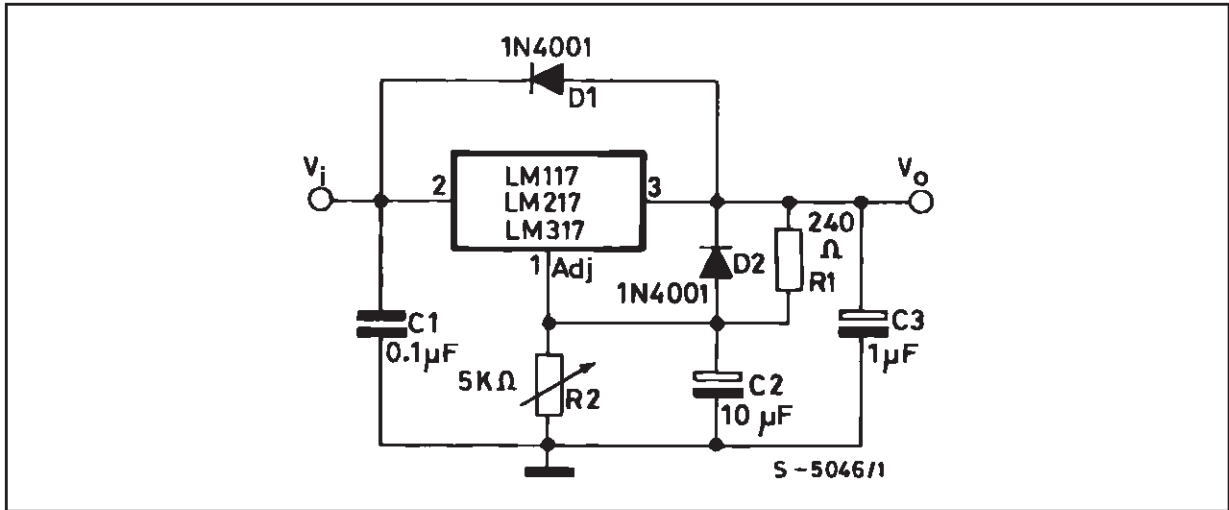 1N4001
D1
Vi
2
LM117
LM217
LM317
3
Vo
1 Adj
240
Ω
R1
D2
1N4001
C1
0.1µF
C3
1µF
5KΩ
R2
C2
10 µF
S-5046/1